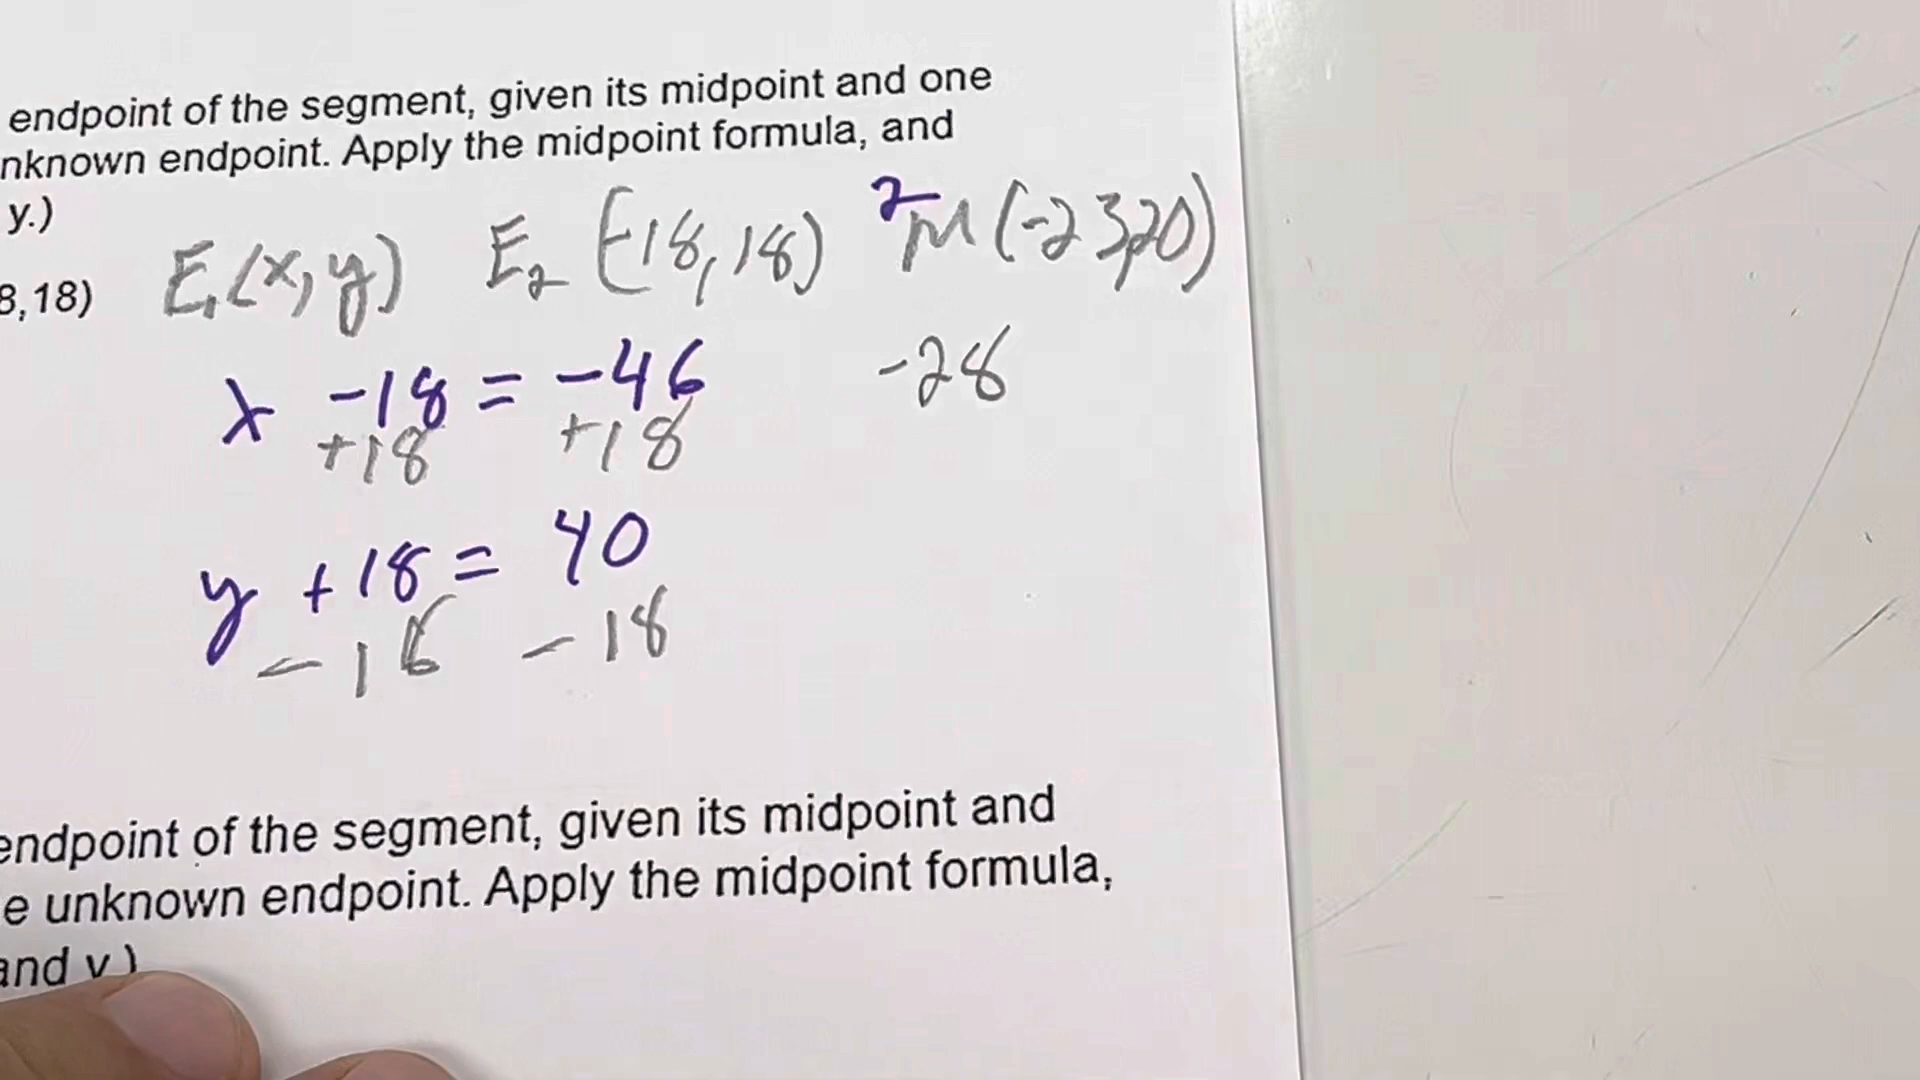 endpoint of the segment, given its midpoint and one
nknown endpoint. Apply the midpoint formula, and
y.)
8,18) E₁(x, y) E₂ (-18, 18) 2M (-23,20)
x -18 = -46 -28
+18 +18
y +18 = 40
-16 -18
endpoint of the segment, given its midpoint and
e unknown endpoint. Apply the midpoint formula,
and y.)